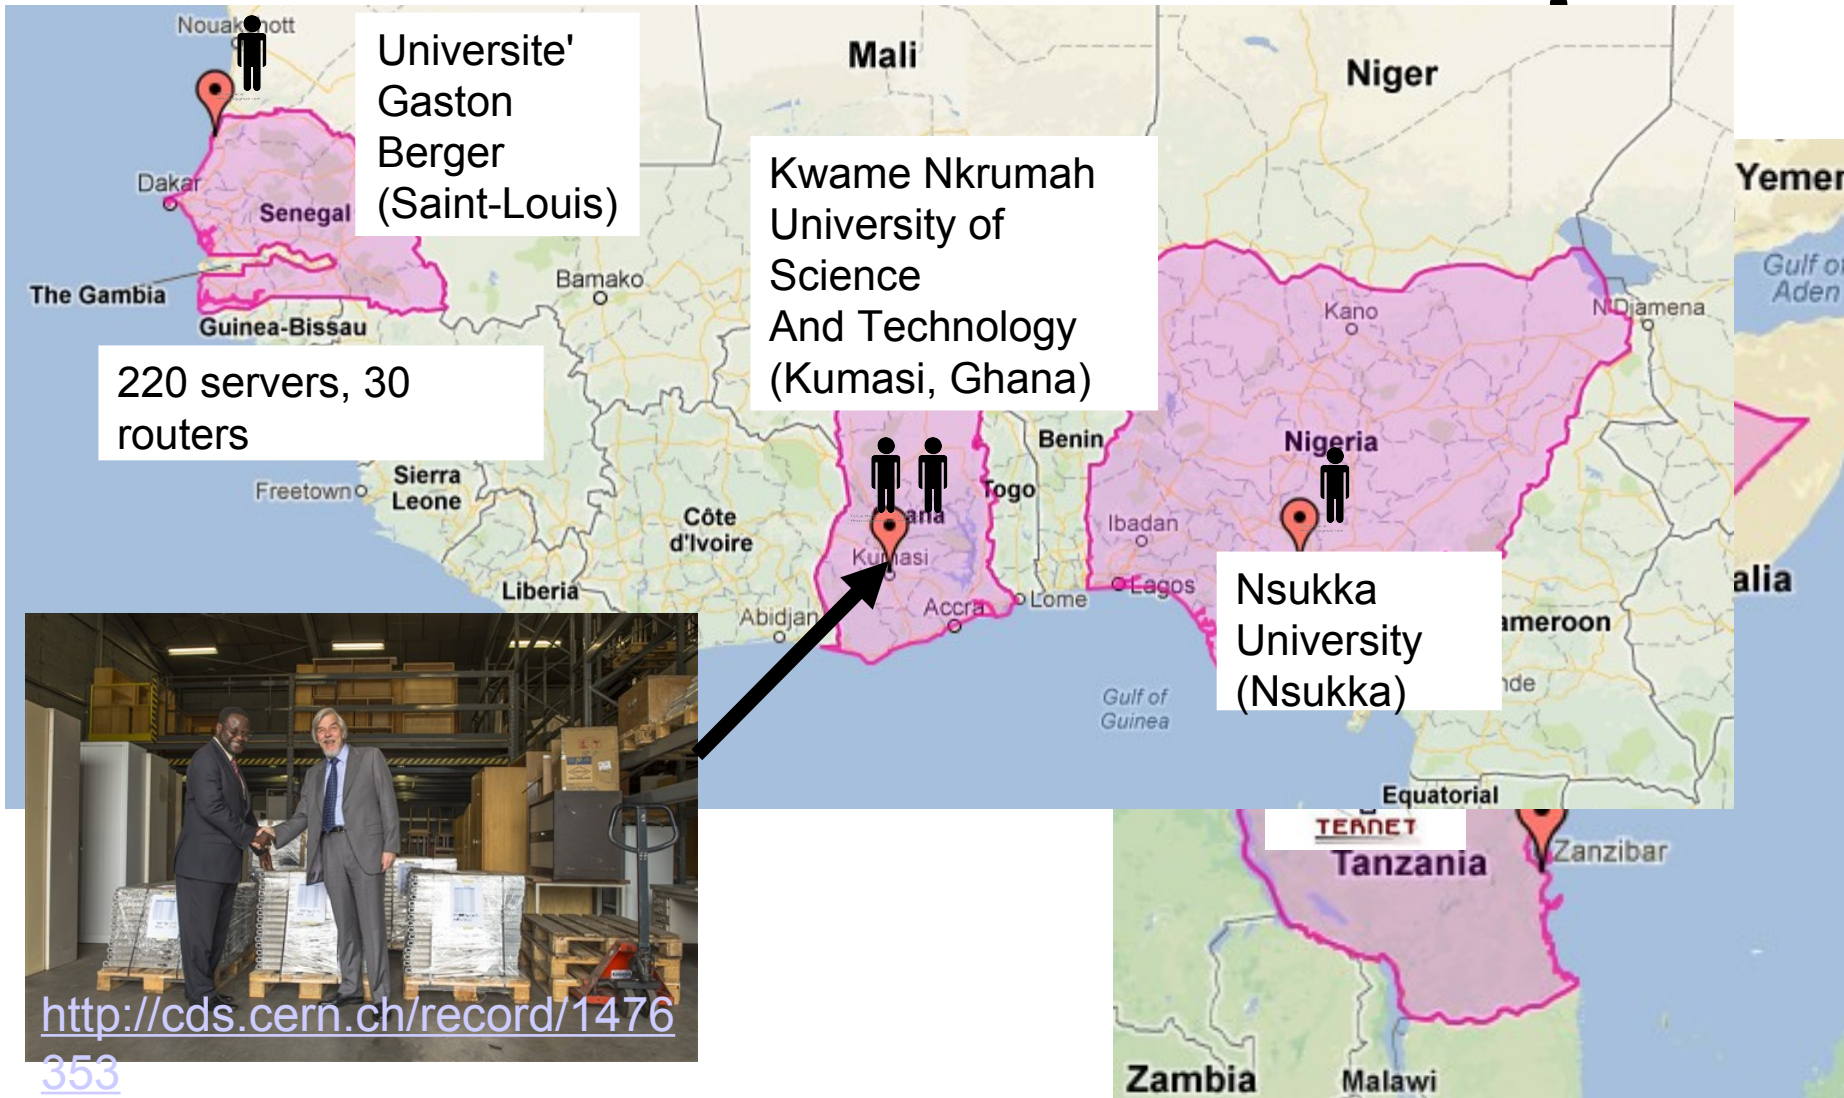 Universite'
Gaston
Berger
(Saint-Louis)
Mali
Niger
Kwame Nkrumah
University of
Science
And Technology
(Kumasi, Ghana)
Yemen
Dakar
Senegal
Gulf of
Aden
Bamako
The Gambia
Kano
N'Djamena
Guinea-Bissau
220 servers, 30
routers
Benin
Nigeria
Sierra
Leone
Freetown
Togo
Côte
d'Ivoire
Ibadan
Kumasi
Liberia
Lagos
Lome
Accra
Abidjan
Nsukka
University
(Nsukka)
alia
ameroon
nde
Gulf of
Guinea
Equatorial
TERNET
Tanzania
Zanzibar
http://cds.cern.ch/record/1476
353
Zambia
Malawi